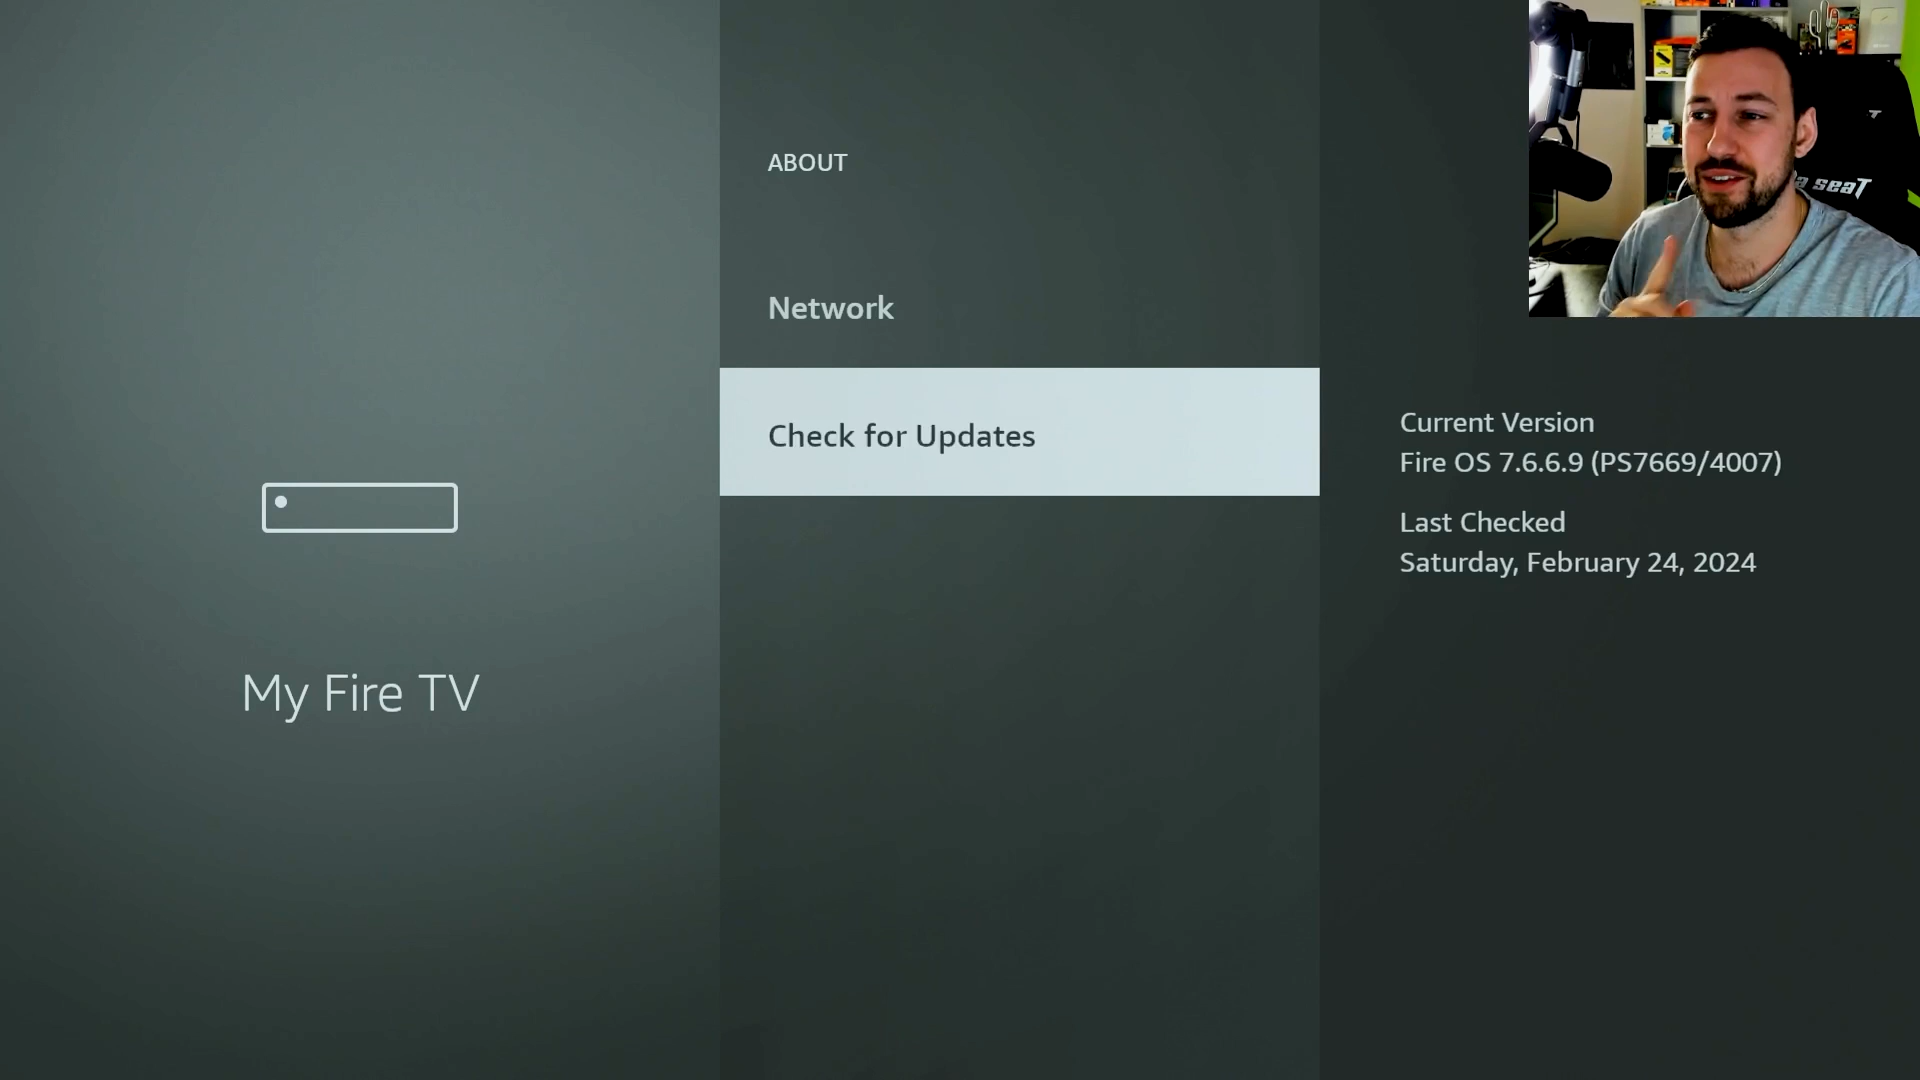 ABOUT
Network
Check for Updates
My Fire TV
Current Version
Fire OS 7.6.6.9 (PS7669/4007)
Last Checked
Saturday, February 24, 2024
seaT